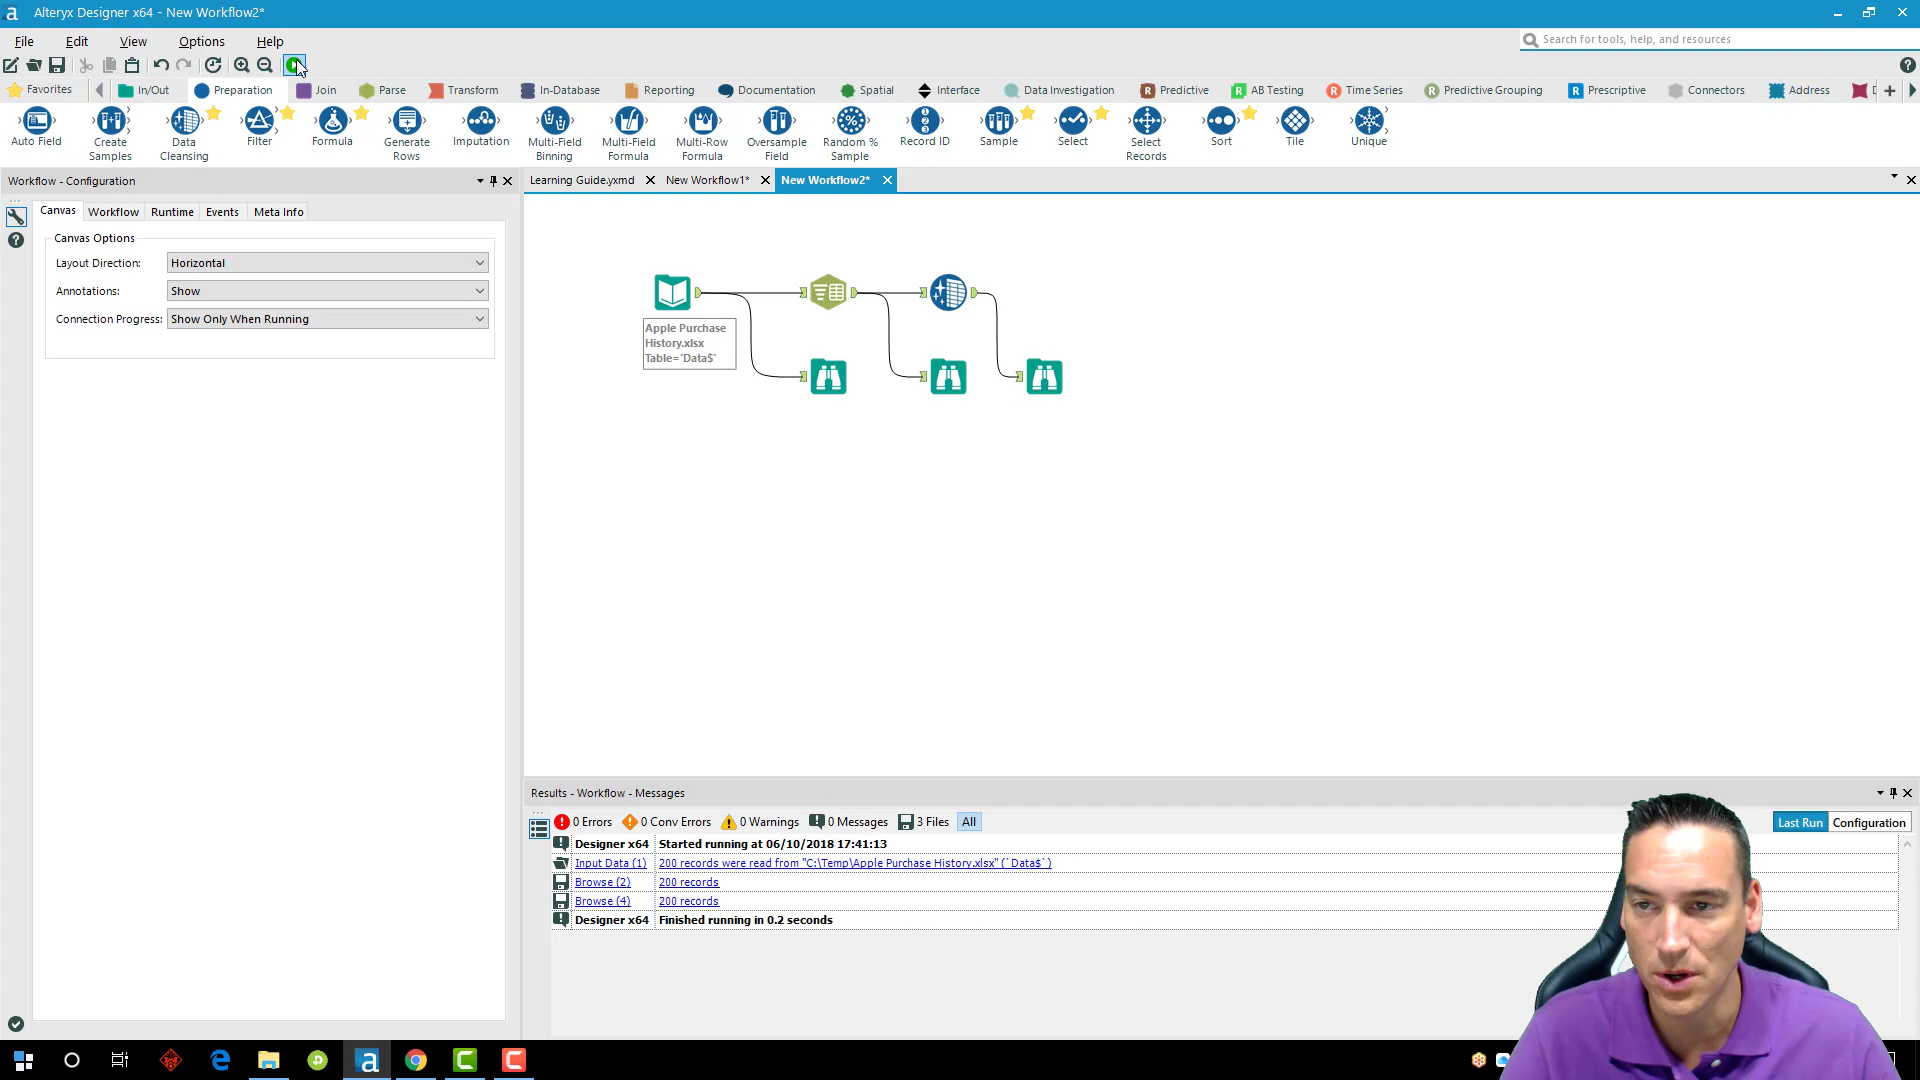 Alteryx Designer x64 - New Workflow2*
File Edit View Options Help
Search for tools, help, and resources
Favorites In/Out Preparation Join Parse Transform In-Database Reporting Documentation Spatial Interface Data Investigation Predictive AB Testing Time Series Predictive Grouping Prescriptive Connectors Address
Auto Field Create Samples Data Cleansing Filter Formula Generate Rows Imputation Multi-Field Binning Multi-Field Formula Multi-Row Formula Oversample Field Random % Sample Record ID Sample Select Select Records Sort Tile Unique
Workflow - Configuration
Learning Guide.yxmd New Workflow1* New Workflow2*
Canvas Workflow Runtime Events Meta Info
Canvas Options
Layout Direction: Horizontal
Annotations: Show
Connection Progress: Show Only When Running
Apple Purchase
History.xlsx
Table=`Data$`
Results - Workflow - Messages
0 Errors 0 Conv Errors 0 Warnings 0 Messages 3 Files All Last Run Configuration
Designer x64 Started running at 06/10/2018 17:41:13
Input Data (1) 200 records were read from "C:\Temp\Apple Purchase History.xlsx" (`Data$`)
Browse (2) 200 records
Browse (4) 200 records
Designer x64 Finished running in 0.2 seconds